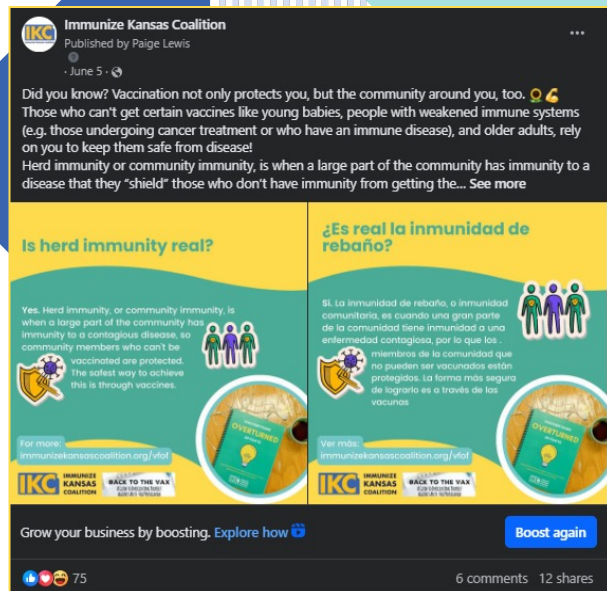 Immunize Kansas Coalition
Published by Paige Lewis
· June 5 ·
Did you know? Vaccination not only protects you, but the community around you, too. 🌻💪
Those who can't get certain vaccines like young babies, people with weakened immune systems
(e.g. those undergoing cancer treatment or who have an immune disease), and older adults, rely
on you to keep them safe from disease!
Herd immunity or community immunity, is when a large part of the community has immunity to a
disease that they "shield" those who don't have immunity from getting the... See more
Is herd immunity real?
Yes. Herd immunity, or community immunity, is
when a large part of the community has
immunity to a contagious disease, so
community members who can't be
vaccinated are protected.
The safest way to achieve
this is through vaccines.
OVERTURNED
For more:
immunizekansascoalition.org/vfof
IKC IMMUNIZE
KANSAS
COALITION
BACK TO THE VAX
¿Es real la inmunidad de
rebaño?
Sí. La inmunidad de rebaño, o inmunidad
comunitaria, es cuando una gran parte
de la comunidad tiene inmunidad a una
enfermedad contagiosa, por lo que los .
miembros de la comunidad que
no pueden ser vacunados están
protegidos. La forma más segura
de lograrlo es a través de las
vacunas
OVERTURNED
Ver más:
immunizekansascoalition.org/vfof
IKC IMMUNIZE
KANSAS
COALITION
BACK TO THE VAX
Grow your business by boosting. Explore how
Boost again
75
6 comments 12 shares